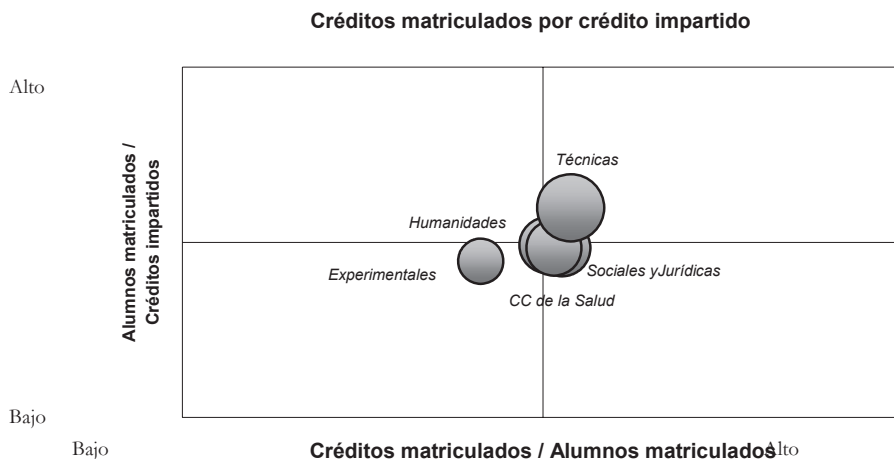 Créditos matriculados por crédito impartido
Alto
Alumnos matriculados /
Créditos impartidos
Técnicas
Humanidades
Experimentales
Sociales yJurídicas
CC de la Salud
Bajo
Bajo
Créditos matriculados / Alumnos matriculados
Alto